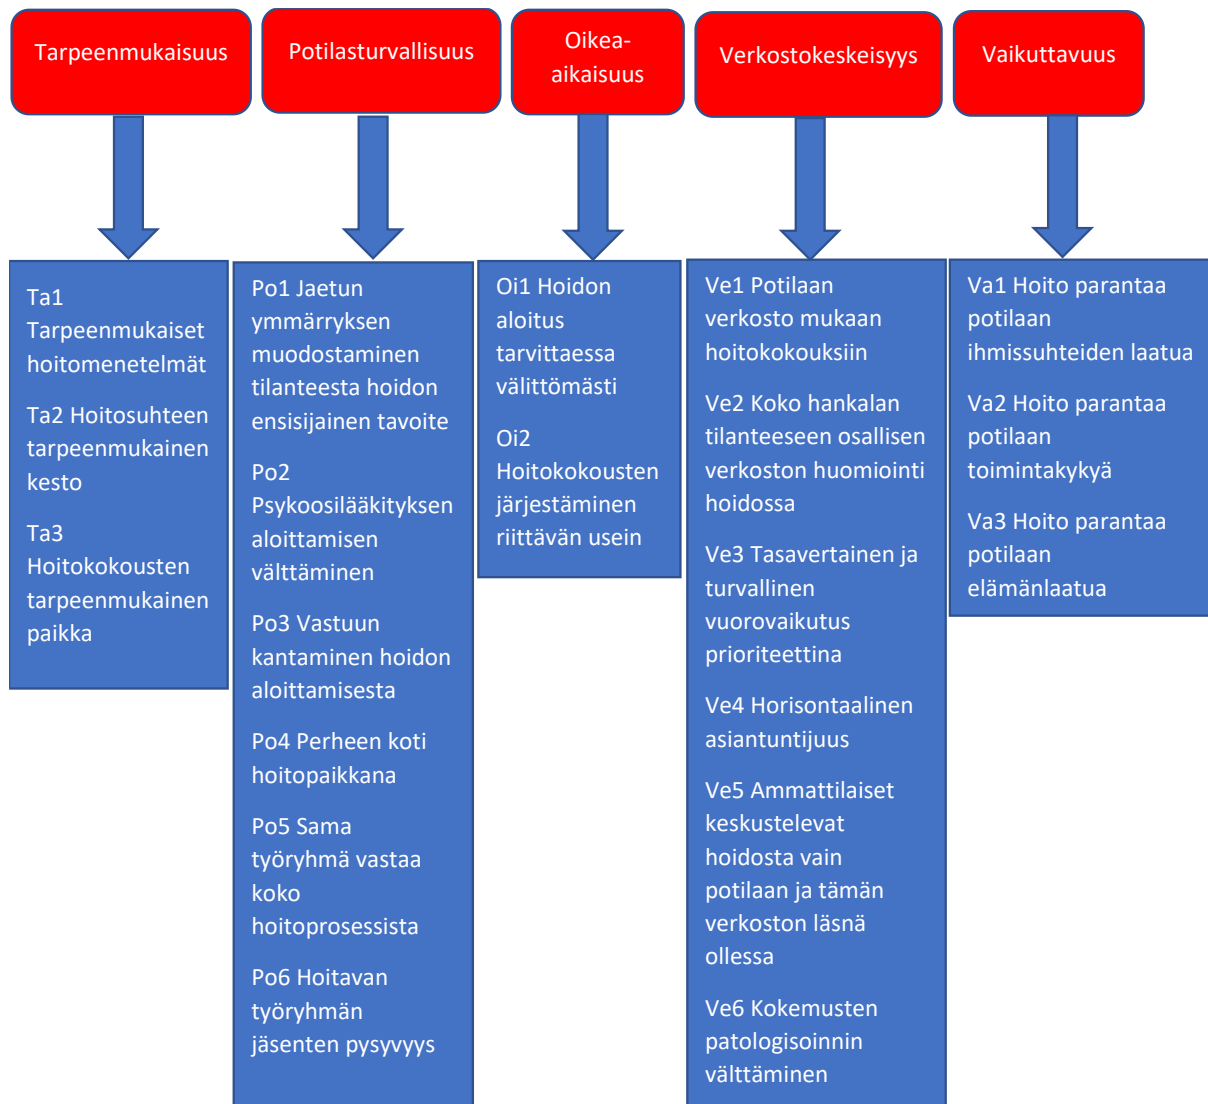 Tarpeenmukaisuus
Potilasturvallisuus
Oikea-
aikaisuus
Verkostokeskeisyys
Vaikuttavuus
Ta1
Tarpeenmukaiset
hoitomenetelmät
Ta2 Hoitosuhteen
tarpeenmukainen
kesto
Ta3
Hoitokokousten
tarpeenmukainen
paikka
Po1 Jaetun
ymmärryksen
muodostaminen
tilanteesta hoidon
ensisijainen tavoite
Po2
Psykoosilääkityksen
aloittamisen
välttäminen
Po3 Vastuun
kantaminen hoidon
aloittamisesta
Po4 Perheen koti
hoitopaikkana
Po5 Sama
työryhmä vastaa
koko
hoitoprosessista
Po6 Hoitavan
työryhmän
jäsenten pysyvyys
Oi1 Hoidon
aloitus
tarvittaessa
välittömästi
Oi2
Hoitokokousten
järjestäminen
riittävän usein
Ve1 Potilaan
verkosto mukaan
hoitokokouksiin
Ve2 Koko hankalan
tilanteeseen osallisen
verkoston huomiointi
hoidossa
Ve3 Tasavertainen ja
turvallinen
vuorovaikutus
prioriteettina
Ve4 Horisontaalinen
asiantuntijuus
Ve5 Ammattilaiset
keskustelevat
hoidosta vain
potilaan ja tämän
verkoston läsnä
ollessa
Ve6 Kokemusten
patologisoinnin
välttäminen
Va1 Hoito parantaa
potilaan
ihmissuhteiden laatua
Va2 Hoito parantaa
potilaan
toimintakykyä
Va3 Hoito parantaa
potilaan
elämänlaatua